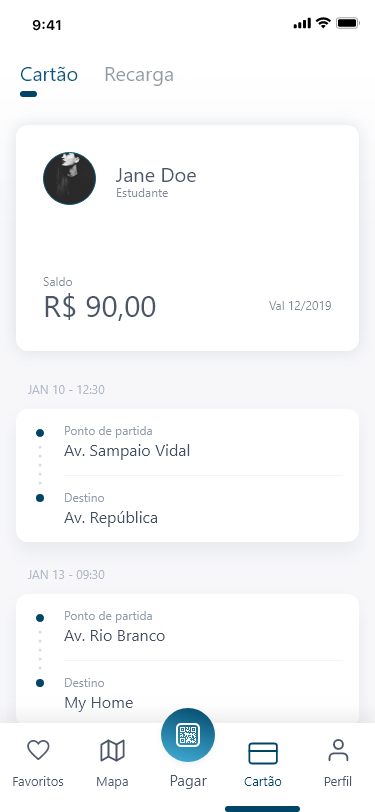 9:41
Cartão Recarga
Jane Doe
Estudante
Saldo
R$ 90,00
Val 12/2019
JAN 10 - 12:30
Ponto de partida
Av. Sampaio Vidal
Destino
Av. República
JAN 13 - 09:30
Ponto de partida
Av. Rio Branco
Destino
My Home
Favoritos Mapa Pagar Cartão Perfil